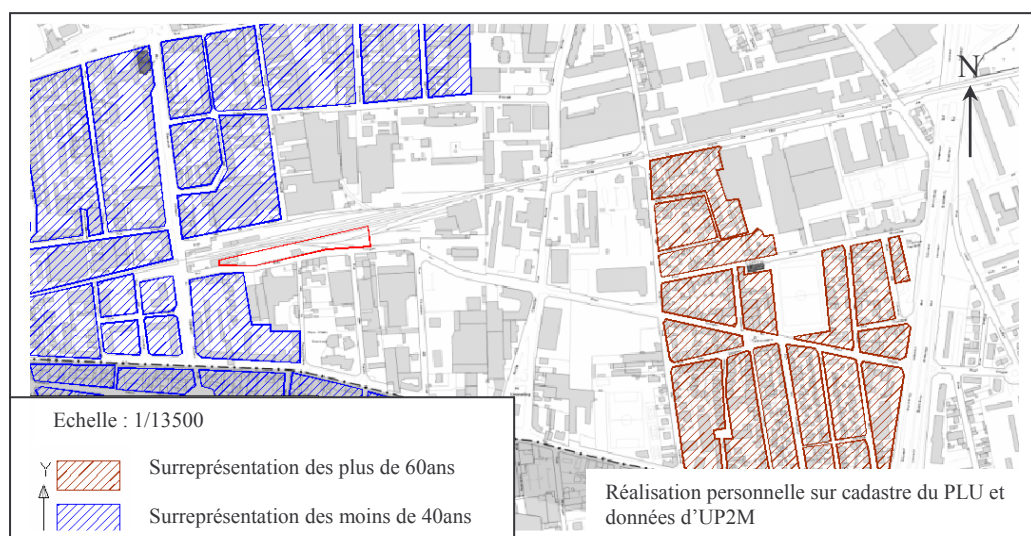 N
Echelle : 1/13500
Y
Surreprésentation des plus de 60ans
Surreprésentation des moins de 40ans
Réalisation personnelle sur cadastre du PLU et
données d'UP2M